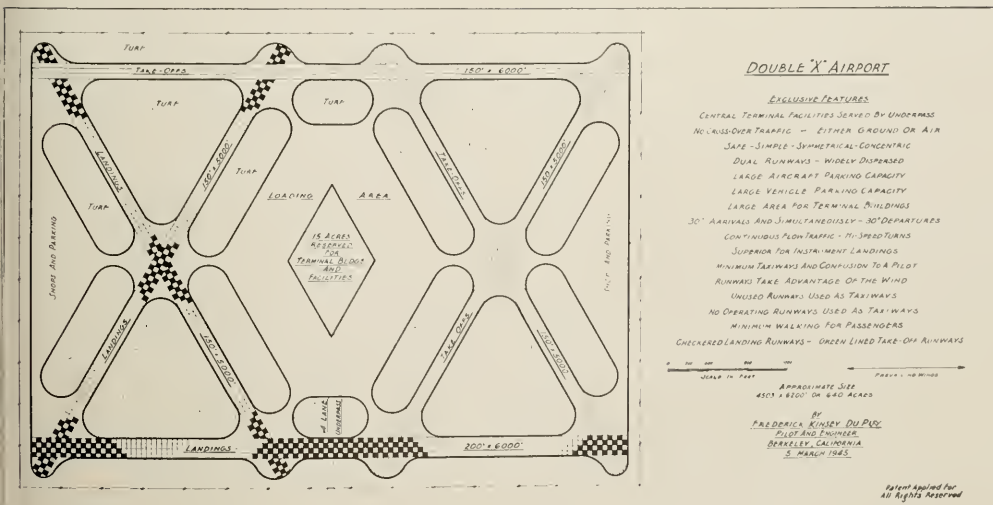 TURF
TAKE-OFFS
150' x 6000'
TURF
TURF
LANDINGS
150' x 5000'
TURF
TURF
LOADING AREA
TAKE OFFS
150' x 5000'
SHOPS AND PARKING
15 ACRES
RESERVED
FOR
TERMINAL BLDGS
AND
FACILITIES
AND PARKING
LANDINGS
150' x 5000'
TAKE OFFS
150' x 5000'
4 LANE
UNDERPASS
LANDINGS
200' x 6000'
DOUBLE "X" AIRPORT
EXCLUSIVE FEATURES
CENTRAL TERMINAL FACILITIES SERVED BY UNDERPASS
NO CROSS-OVER TRAFFIC - EITHER GROUND OR AIR
SAFE - SIMPLE - SYMMETRICAL - CONCENTRIC
DUAL RUNWAYS - WIDELY DISPERSED
LARGE AIRCRAFT PARKING CAPACITY
LARGE VEHICLE PARKING CAPACITY
LARGE AREA FOR TERMINAL BUILDINGS
30° ARRIVALS AND SIMULTANEOUSLY - 30° DEPARTURES
CONTINUOUS FLOW TRAFFIC - HI-SPEED TURNS
SUPERIOR FOR INSTRUMENT LANDINGS
MINIMUM TAXIWAYS AND CONFUSION TO A PILOT
RUNWAYS TAKE ADVANTAGE OF THE WIND
UNUSED RUNWAYS USED AS TAXIWAYS
NO OPERATING RUNWAYS USED AS TAXIWAYS
MINIMUM WALKING FOR PASSENGERS
CHECKERED LANDING RUNWAYS - GREEN LINED TAKE-OFF RUNWAYS
SCALE IN FEET
PREVAILING WINDS
APPROXIMATE SIZE
4503 x 6200' OR 640 ACRES
BY
FREDERICK KINSEY DU PUY
PILOT AND ENGINEER
BERKELEY, CALIFORNIA
5 MARCH 1945
Patent Applied for
All Rights Reserved